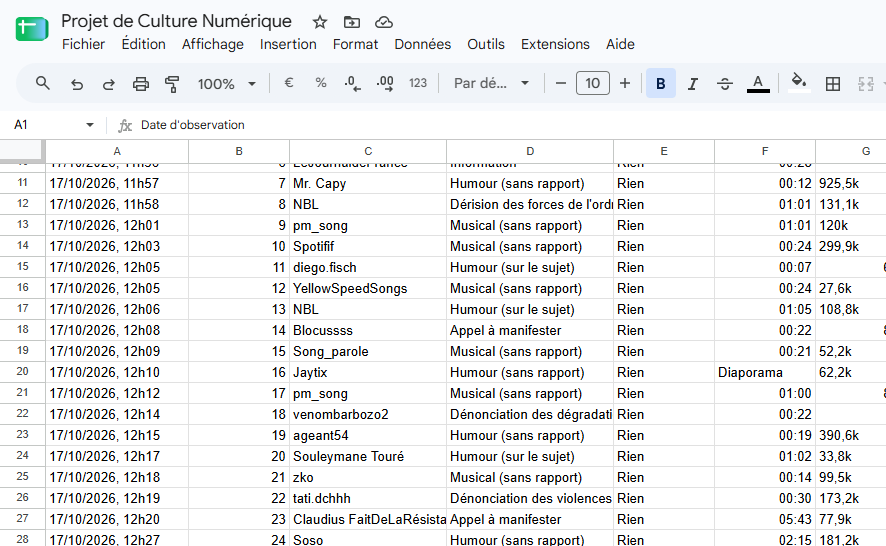 Projet de Culture Numérique
Fichier Édition Affichage Insertion Format Données Outils Extensions Aide
100% € % .0 .00 123 Par dé... − 10 + B I S A
A1 fx Date d'observation
A B C D E F G
11 17/10/2026, 11h57 7 Mr. Capy Humour (sans rapport) Rien 00:12 925,5k
12 17/10/2026, 11h58 8 NBL Dérision des forces de l'ord Rien 01:01 131,1k
13 17/10/2026, 12h01 9 pm_song Musical (sans rapport) Rien 01:01 120k
14 17/10/2026, 12h03 10 Spotifif Musical (sans rapport) Rien 00:24 299,9k
15 17/10/2026, 12h05 11 diego.fisch Humour (sur le sujet) Rien 00:07
16 17/10/2026, 12h05 12 YellowSpeedSongs Musical (sans rapport) Rien 00:24 27,6k
17 17/10/2026, 12h06 13 NBL Humour (sur le sujet) Rien 01:05 108,8k
18 17/10/2026, 12h08 14 Blocussss Appel à manifester Rien 00:22
19 17/10/2026, 12h09 15 Song_parole Musical (sans rapport) Rien 00:21 52,2k
20 17/10/2026, 12h10 16 Jaytix Humour (sans rapport) Rien Diaporama 62,2k
21 17/10/2026, 12h12 17 pm_song Musical (sans rapport) Rien 01:00
22 17/10/2026, 12h14 18 venombarbozo2 Dénonciation des dégradati Rien 00:22
23 17/10/2026, 12h15 19 ageant54 Humour (sans rapport) Rien 00:19 390,6k
24 17/10/2026, 12h17 20 Souleymane Touré Humour (sur le sujet) Rien 01:02 33,8k
25 17/10/2026, 12h18 21 zko Musical (sans rapport) Rien 00:14 99,5k
26 17/10/2026, 12h19 22 tati.dchhh Dénonciation des violences Rien 00:30 173,2k
27 17/10/2026, 12h20 23 Claudius FaitDeLaRésista Appel à manifester Rien 05:43 77,9k
28 17/10/2026, 12h27 24 Soso Humour (sans rapport) Rien 02:15 181,2k